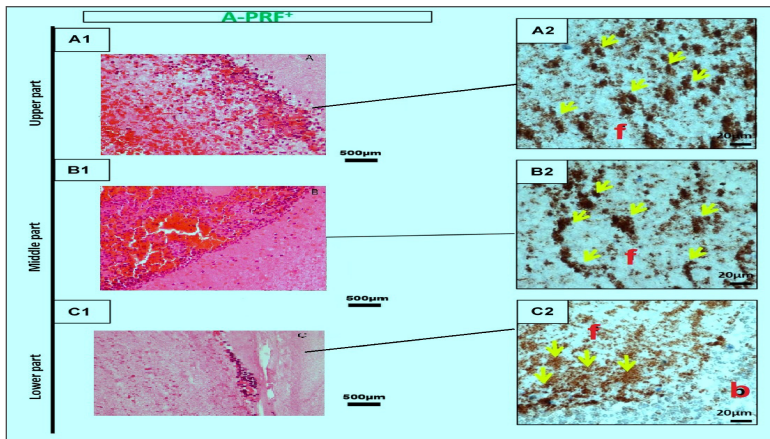 A-PRF+
A1
A
500µm
Upper part
A2
f
20µm
B1
B
500µm
Middle part
B2
f
20µm
C1
C
500µm
Lower part
C2
f
b
20µm